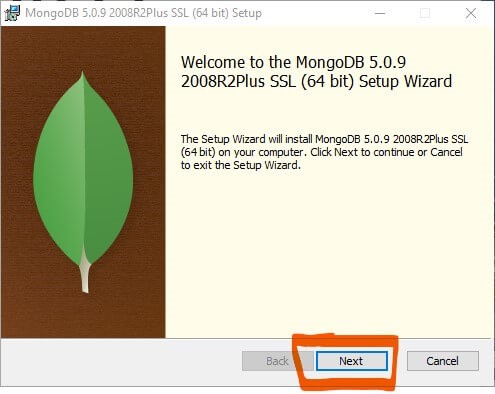 MongoDB 5.0.9 2008R2Plus SSL (64 bit) Setup
Welcome to the MongoDB 5.0.9
2008R2Plus SSL (64 bit) Setup Wizard
The Setup Wizard will install MongoDB 5.0.9 2008R2Plus SSL
(64 bit) on your computer. Click Next to continue or Cancel
to exit the Setup Wizard.
Back Next Cancel